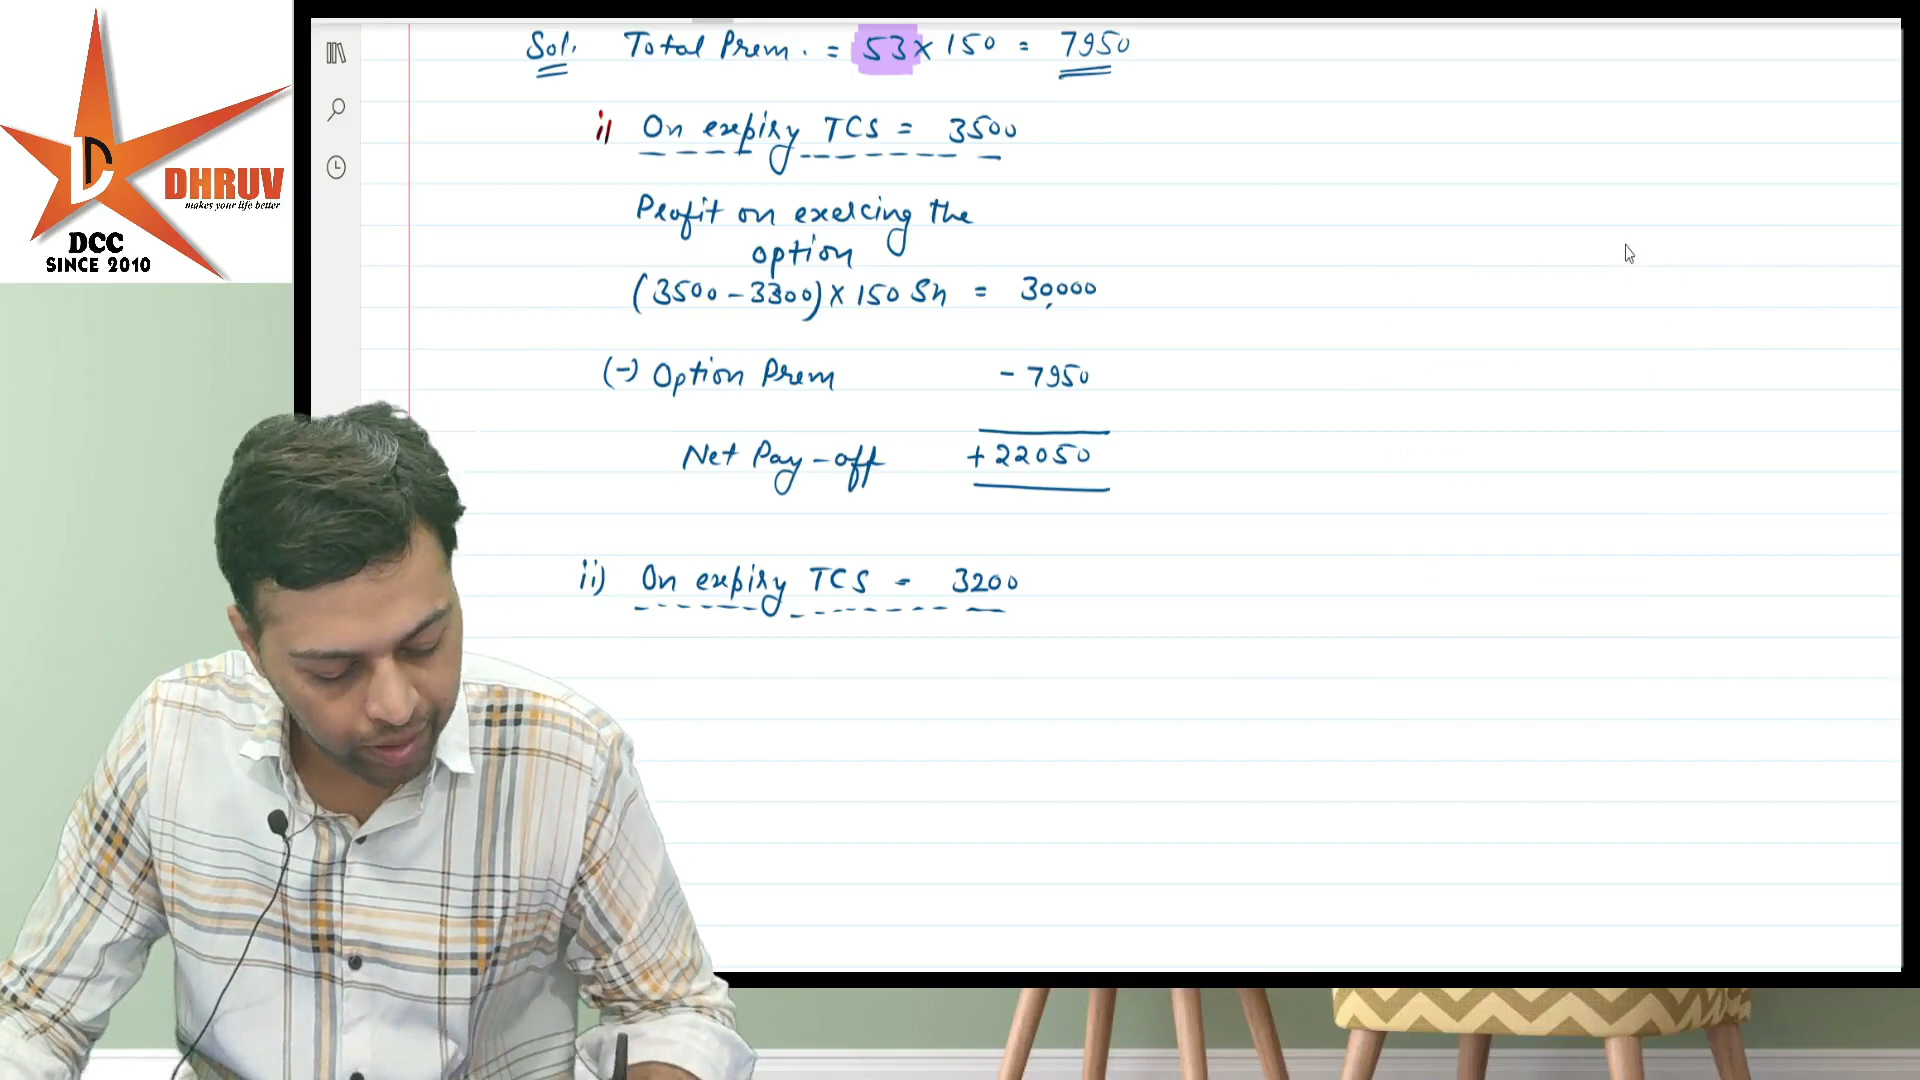 DHRUV
makes your life better
DCC
SINCE 2010
Sol. Total Prem. = 53 x 150 = 7950
i) On expiry TCS = 3500
Profit on exercing the
option
(3500 - 3300) x 150 Sh = 30000
(-) Option Prem - 7950
Net Pay-off + 22050
ii) On expiry TCS - 3200